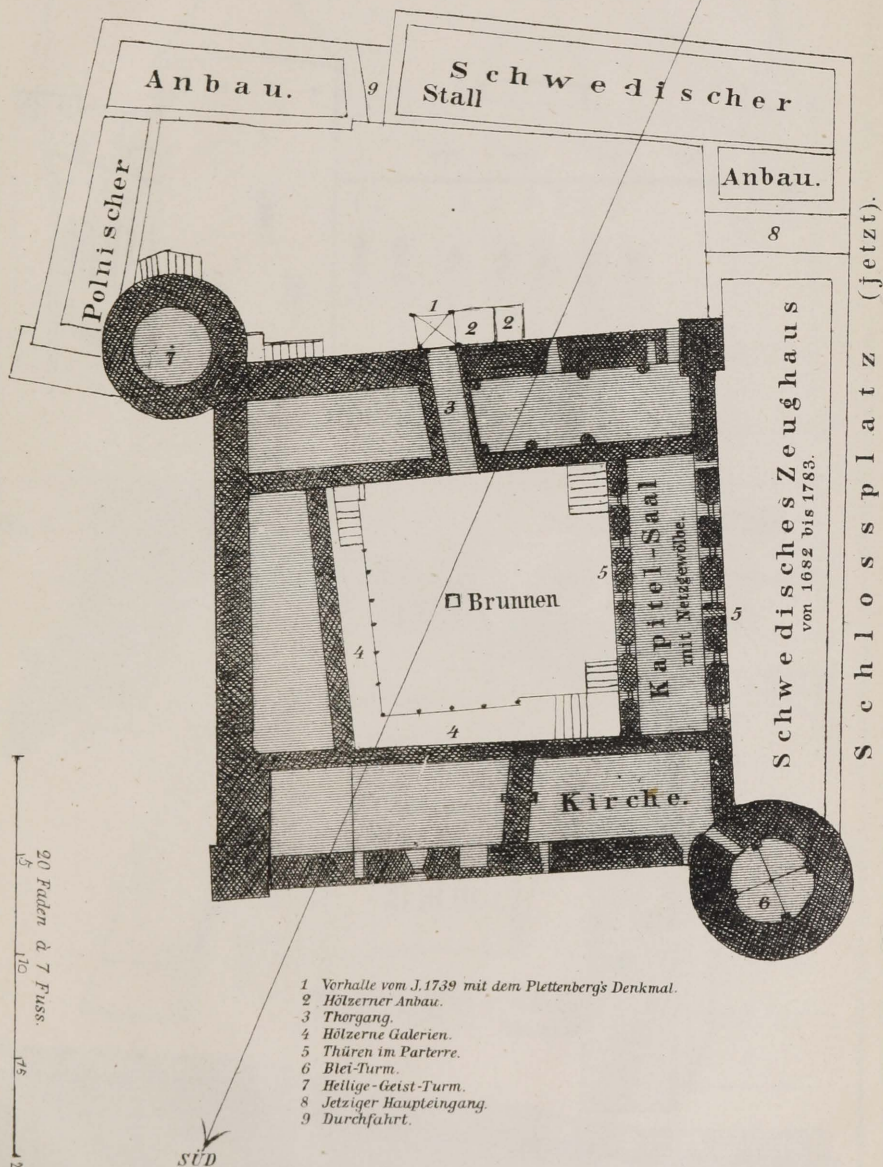 Anbau.
9
Schwedischer
Stall
Polnischer
Anbau.
8
7
1
2
2
3
Schwedisches Zeughaus
von 1682 bis 1783.
Schlossplatz (jetzt).
Kapitel-Saal
mit Netzgewölbe.
5
5
Brunnen
4
4
Kirche.
6
20 Faden à 7 Fuss.
5
10
15
2
1 Vorhalle vom J. 1739 mit dem Plettenberg's Denkmal.
2 Hölzerner Anbau.
3 Thorgang.
4 Hölzerne Galerien.
5 Thüren im Parterre.
6 Blei-Turm.
7 Heilige-Geist-Turm.
8 Jetziger Haupteingang.
9 Durchfahrt.
SÜD